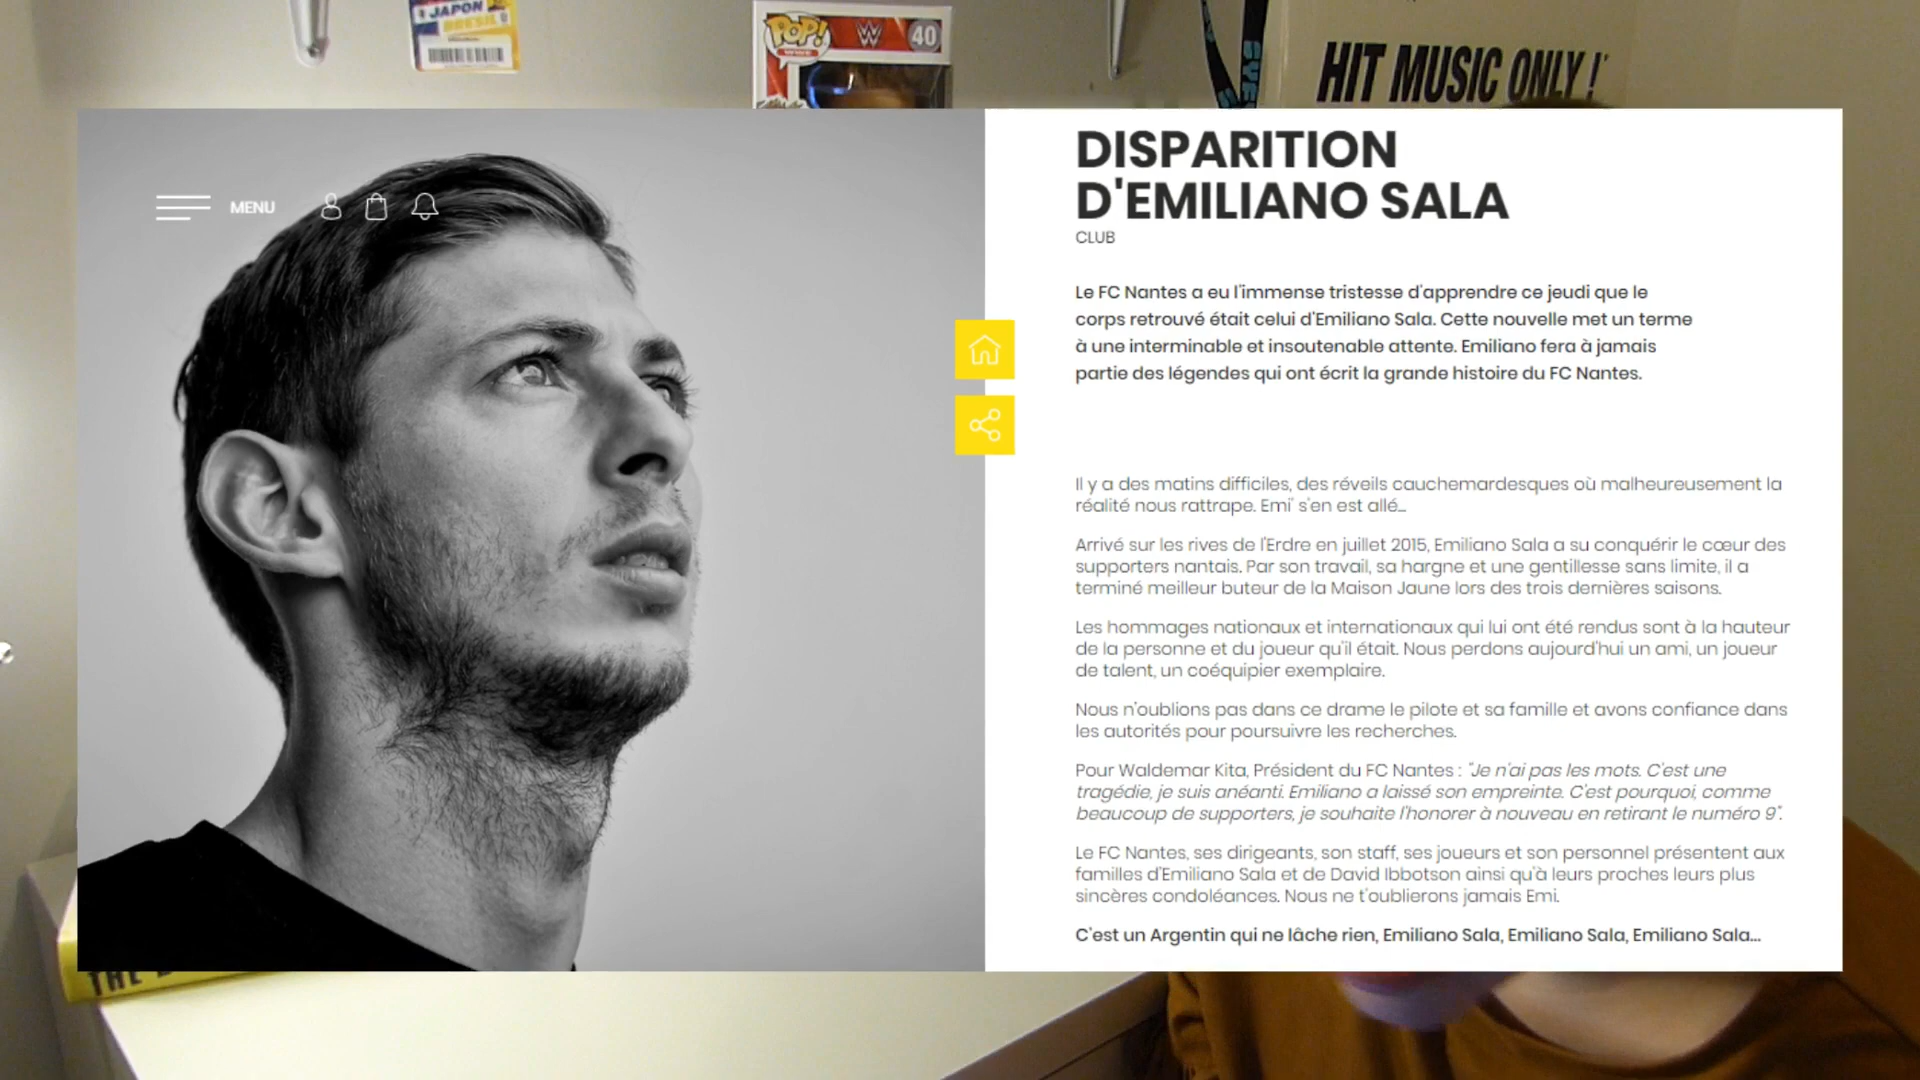 JAPON
BRESIL
POP!
W
40
HIT MUSIC ONLY !
MENU
DISPARITION
D'EMILIANO SALA
CLUB
Le FC Nantes a eu l'immense tristesse d'apprendre ce jeudi que le
corps retrouvé était celui d'Emiliano Sala. Cette nouvelle met un terme
à une interminable et insoutenable attente. Emiliano fera à jamais
partie des légendes qui ont écrit la grande histoire du FC Nantes.
Il y a des matins difficiles, des réveils cauchemardesques où malheureusement la
réalité nous rattrape. Emi' s'en est allé...
Arrivé sur les rives de l'Erdre en juillet 2015, Emiliano Sala a su conquérir le cœur des
supporters nantais. Par son travail, sa hargne et une gentillesse sans limite, il a
terminé meilleur buteur de la Maison Jaune lors des trois dernières saisons.
Les hommages nationaux et internationaux qui lui ont été rendus sont à la hauteur
de la personne et du joueur qu'il était. Nous perdons aujourd'hui un ami, un joueur
de talent, un coéquipier exemplaire.
Nous n'oublions pas dans ce drame le pilote et sa famille et avons confiance dans
les autorités pour poursuivre les recherches.
Pour Waldemar Kita, Président du FC Nantes : "Je n'ai pas les mots. C'est une
tragédie, je suis anéanti. Emiliano a laissé son empreinte. C'est pourquoi, comme
beaucoup de supporters, je souhaite l'honorer à nouveau en retirant le numéro 9".
Le FC Nantes, ses dirigeants, son staff, ses joueurs et son personnel présentent aux
familles d'Emiliano Sala et de David Ibbotson ainsi qu'à leurs proches leurs plus
sincères condoléances. Nous ne t'oublierons jamais Emi.
C'est un Argentin qui ne lâche rien, Emiliano Sala, Emiliano Sala, Emiliano Sala...
THE